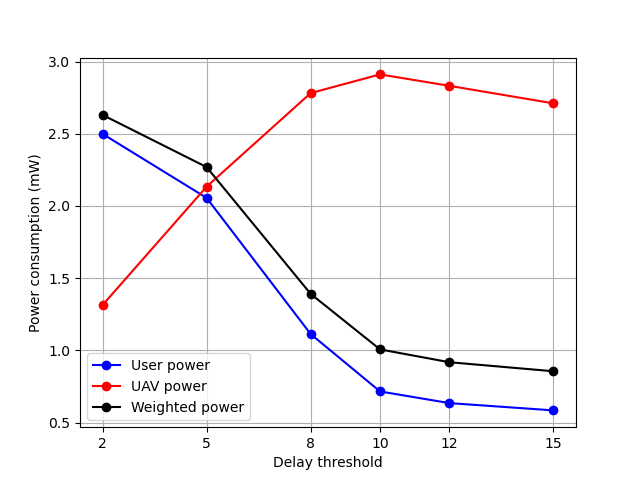 3.0
2.5
2.0
1.5
1.0
0.5
Power consumption (mW)
User power
UAV power
Weighted power
2 5 8 10 12 15
Delay threshold